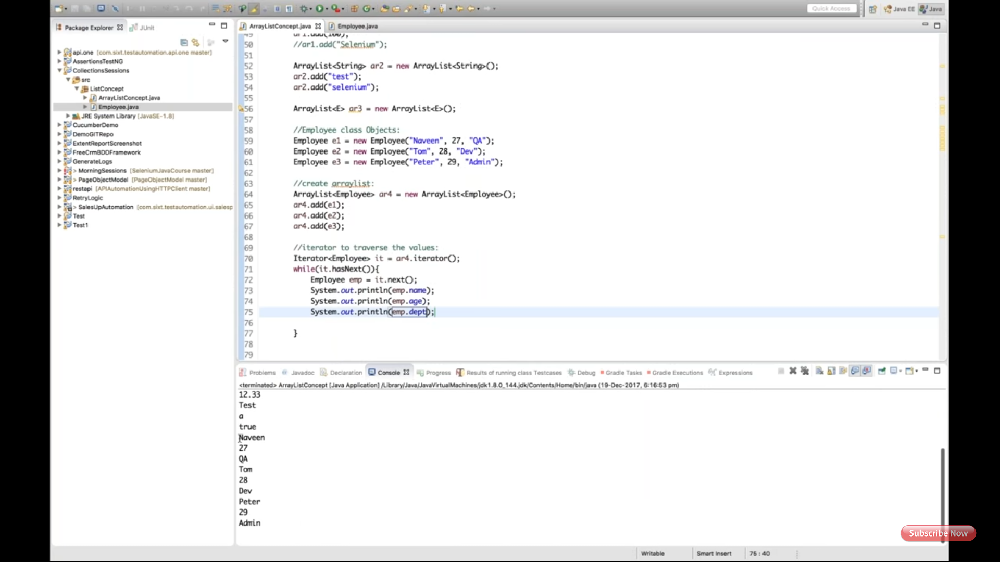 Quick Access
Java EE
Java
Package Explorer
JUnit
ArrayListConcept.java
Employee.java
api.one [com.sixt.testautomation.api.one master]
AssertionsTestNG
CollectionsSessions
src
ListConcept
ArrayListConcept.java
Employee.java
JRE System Library [JavaSE-1.8]
CucumberDemo
DemoGITRepo
ExtentReportScreenshot
FreeCrmBDDFramework
GenerateLogs
> MorningSessions [SeleniumJavaCourse master]
> PageObjectModel [PageObjectModel master]
restapi [APIAutomationUsingHTTPClient master]
RetryLogic
> SalesUpAutomation [com.sixt.testautomation.ui.salesp
Test
Test1
49 ar1.add(100);
50 //ar1.add("Selenium");
51
52 ArrayList<String> ar2 = new ArrayList<String>();
53 ar2.add("test");
54 ar2.add("selenium");
55
56 ArrayList<E> ar3 = new ArrayList<E>();
57
58 //Employee class Objects:
59 Employee e1 = new Employee("Naveen", 27, "QA");
60 Employee e2 = new Employee("Tom", 28, "Dev");
61 Employee e3 = new Employee("Peter", 29, "Admin");
62
63 //create arraylist:
64 ArrayList<Employee> ar4 = new ArrayList<Employee>();
65 ar4.add(e1);
66 ar4.add(e2);
67 ar4.add(e3);
68
69 //iterator to traverse the values:
70 Iterator<Employee> it = ar4.iterator();
71 while(it.hasNext()){
72 Employee emp = it.next();
73 System.out.println(emp.name);
74 System.out.println(emp.age);
75 System.out.println(emp.dept);
76
77 }
78
79
Problems
Javadoc
Declaration
Console
Progress
Results of running class Testcases
Debug
Gradle Tasks
Gradle Executions
Expressions
<terminated> ArrayListConcept [Java Application] /Library/Java/JavaVirtualMachines/jdk1.8.0_144.jdk/Contents/Home/bin/java (19-Dec-2017, 6:16:53 pm)
12.33
Test
a
true
Naveen
27
QA
Tom
28
Dev
Peter
29
Admin
Subscribe Now
Writable
Smart Insert
75 : 40